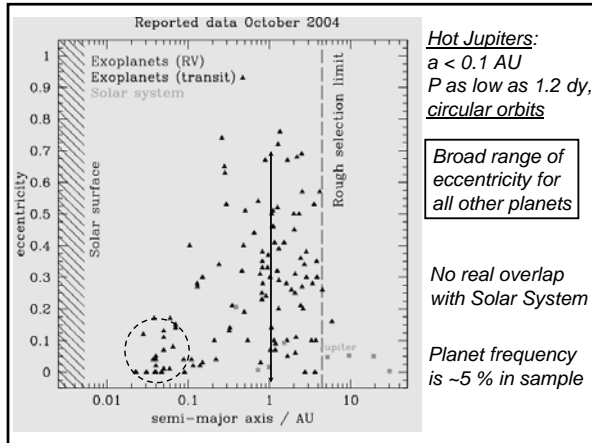 Reported data October 2004
Exoplanets (RV)
Exoplanets (transit)
Solar system
Solar surface
Rough selection limit
Jupiter
eccentricity
1
0.9
0.8
0.7
0.6
0.5
0.4
0.3
0.2
0.1
0
0.01
0.1
1
10
semi-major axis / AU
Hot Jupiters:
a < 0.1 AU
P as low as 1.2 dy,
circular orbits
Broad range of
eccentricity for
all other planets
No real overlap
with Solar System
Planet frequency
is ~5 % in sample